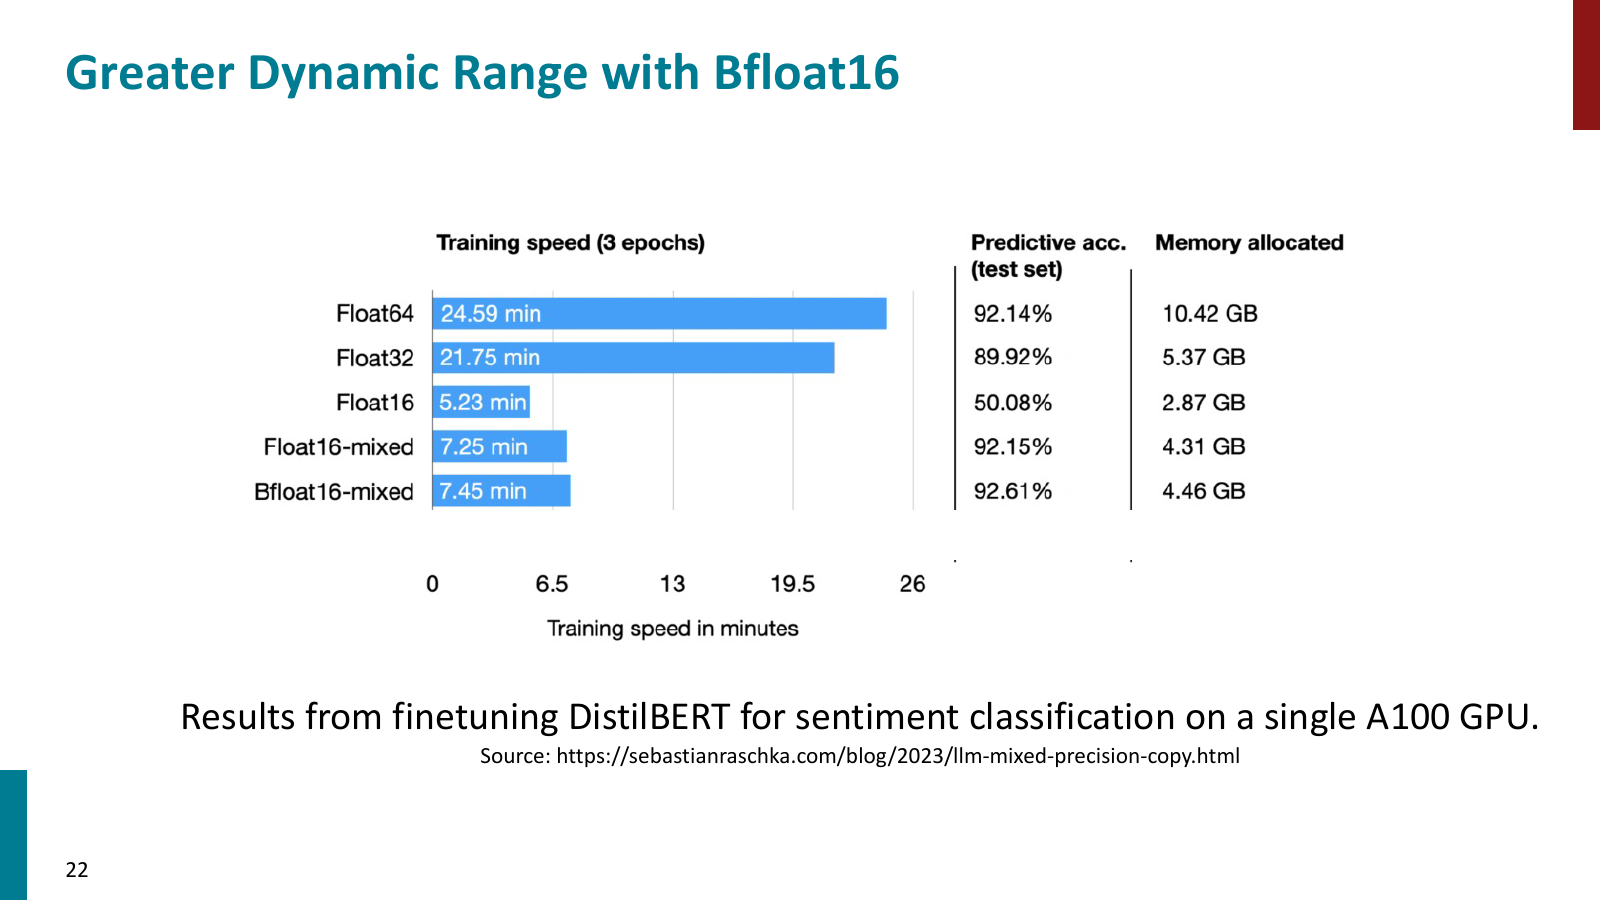 Greater Dynamic Range with Bfloat16
Training speed (3 epochs)
Predictive acc.
(test set)
Memory allocated
Float64 24.59 min 92.14% 10.42 GB
Float32 21.75 min 89.92% 5.37 GB
Float16 5.23 min 50.08% 2.87 GB
Float16-mixed 7.25 min 92.15% 4.31 GB
Bfloat16-mixed 7.45 min 92.61% 4.46 GB
0 6.5 13 19.5 26
Training speed in minutes
Results from finetuning DistilBERT for sentiment classification on a single A100 GPU.
Source: https://sebastianraschka.com/blog/2023/llm-mixed-precision-copy.html
22